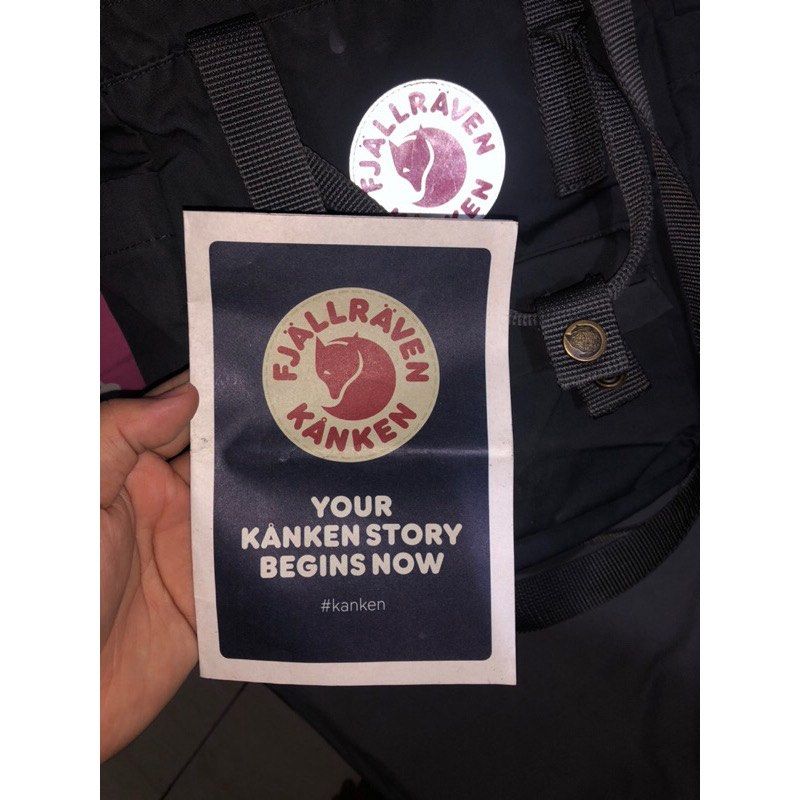 FJÄLLRÄVEN
FJÄLLRÄVEN
KÅNKEN
YOUR
KÅNKEN STORY
BEGINS NOW
#kanken